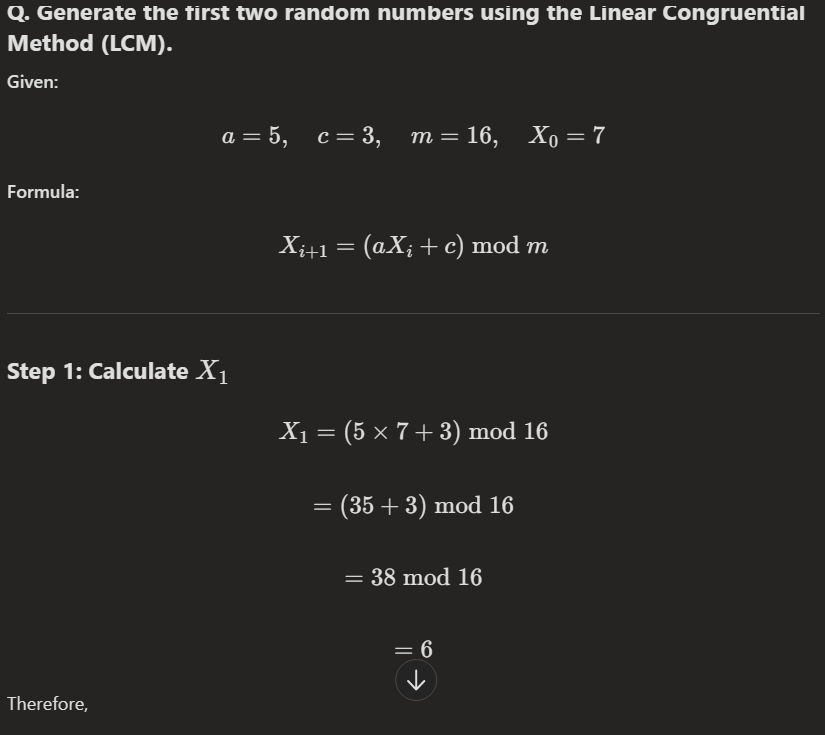 Q. Generate the first two random numbers using the Linear Congruential
Method (LCM).
Given:
a = 5, c = 3, m = 16, X₀ = 7
Formula:
Xᵢ₊₁ = (aXᵢ + c) mod m
Step 1: Calculate X₁
X₁ = (5 × 7 + 3) mod 16
= (35 + 3) mod 16
= 38 mod 16
= 6
Therefore,